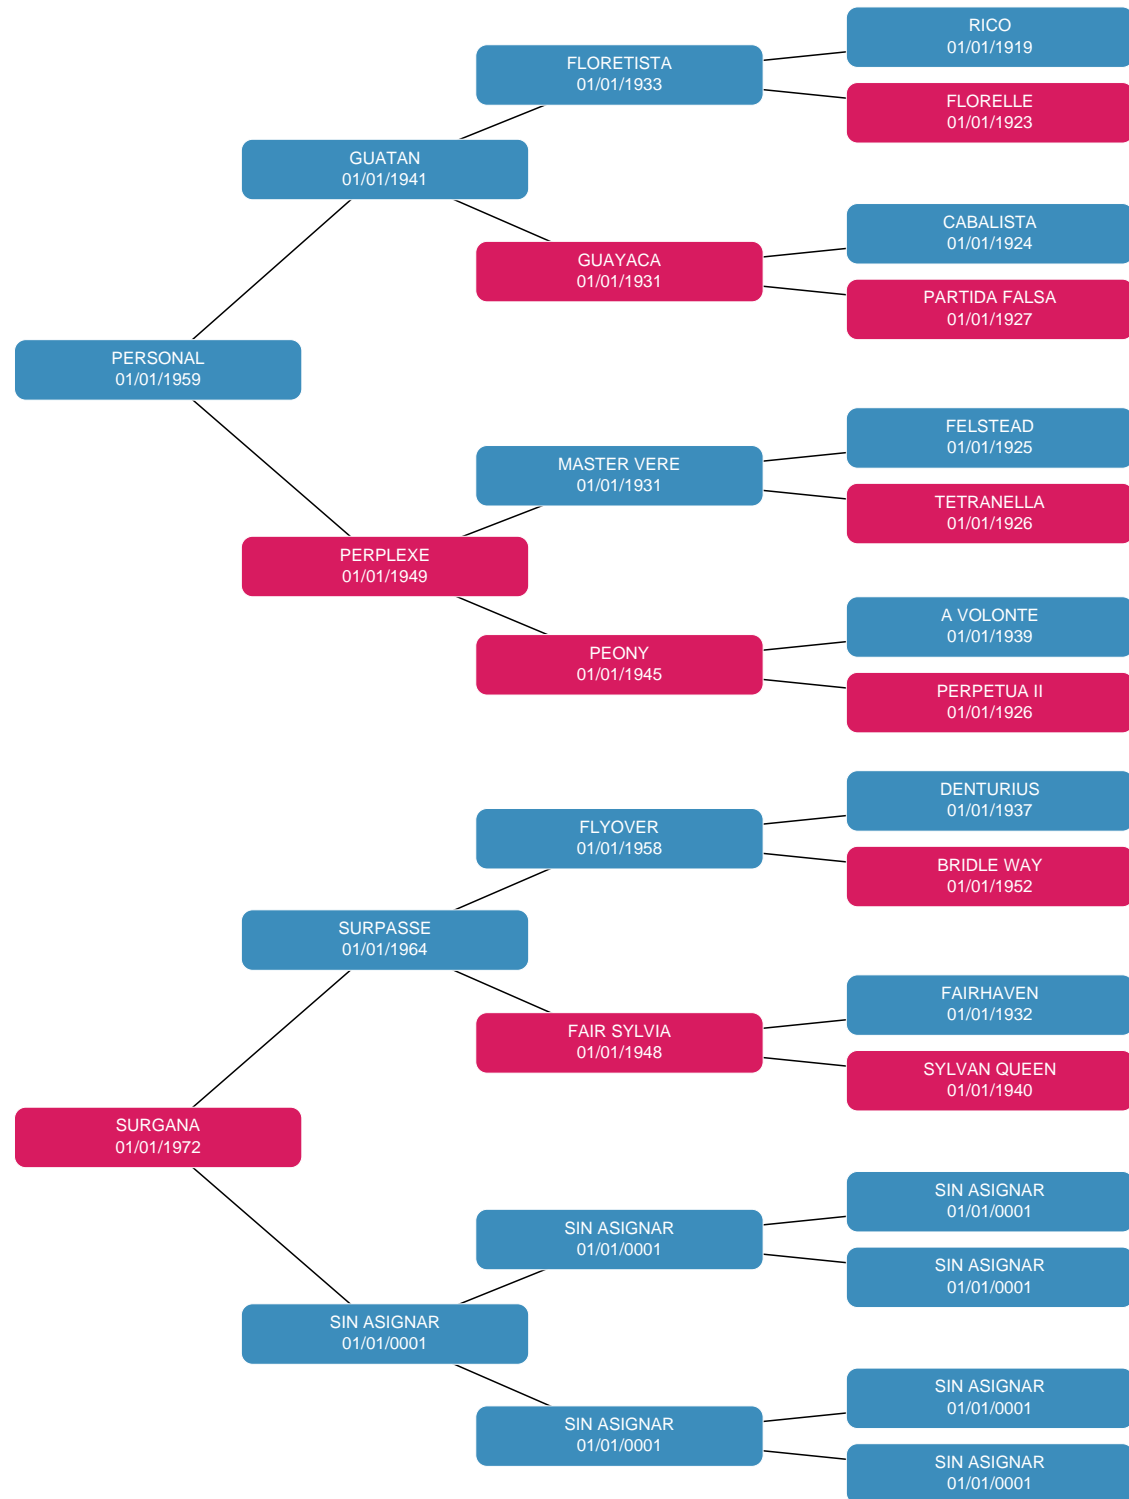 RICO
01/01/1919
FLORETISTA
01/01/1933
FLORELLE
01/01/1923
GUATAN
01/01/1941
CABALISTA
01/01/1924
GUAYACA
01/01/1931
PARTIDA FALSA
01/01/1927
PERSONAL
01/01/1959
FELSTEAD
01/01/1925
MASTER VERE
01/01/1931
TETRANELLA
01/01/1926
PERPLEXE
01/01/1949
A VOLONTE
01/01/1939
PEONY
01/01/1945
PERPETUA II
01/01/1926
DENTURIUS
01/01/1937
FLYOVER
01/01/1958
BRIDLE WAY
01/01/1952
SURPASSE
01/01/1964
FAIRHAVEN
01/01/1932
FAIR SYLVIA
01/01/1948
SYLVAN QUEEN
01/01/1940
SURGANA
01/01/1972
SIN ASIGNAR
01/01/0001
SIN ASIGNAR
01/01/0001
SIN ASIGNAR
01/01/0001
SIN ASIGNAR
01/01/0001
SIN ASIGNAR
01/01/0001
SIN ASIGNAR
01/01/0001
SIN ASIGNAR
01/01/0001